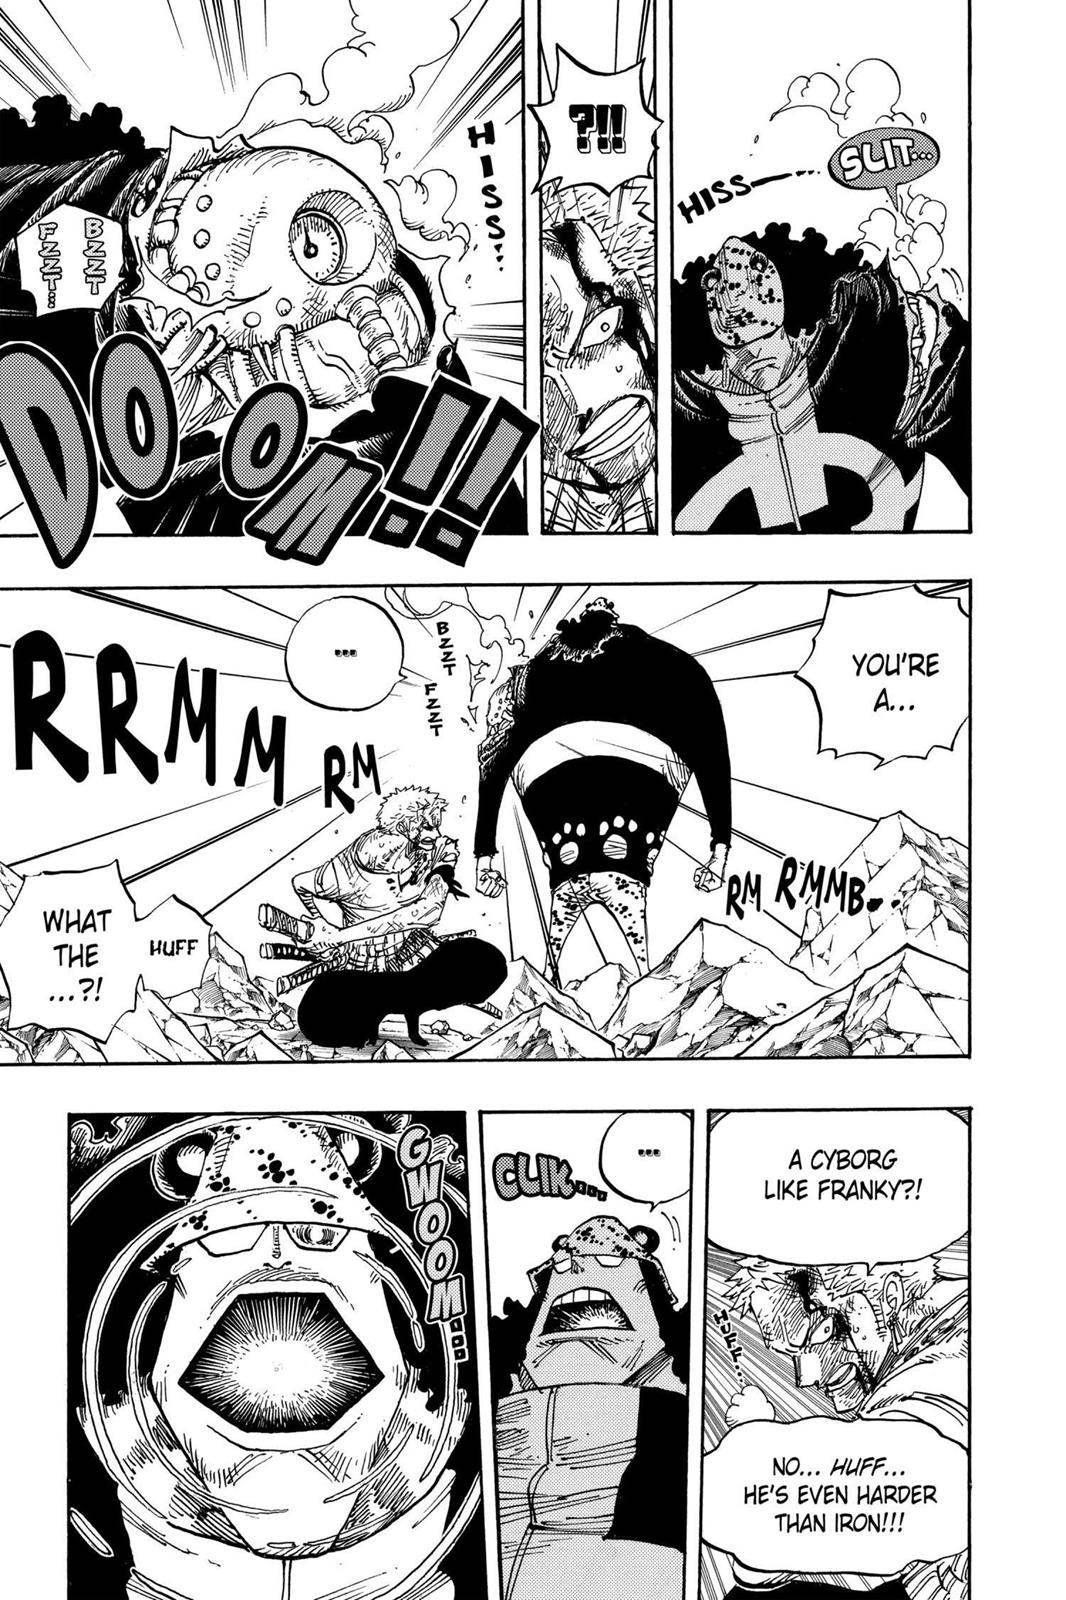 SLIT...
HISS—...
?!!
HISS...
BZZT
FZZT...
DOOM!!
YOU'RE
A...
BZZT
FZZT
...
RRMM
RM
RM RMMB...
WHAT
THE
...?!
HUFF
A CYBORG
LIKE FRANKY?!
HUFF...
NO... HUFF...
HE'S EVEN HARDER
THAN IRON!!!
...
CLIK...
GWOOM...!!